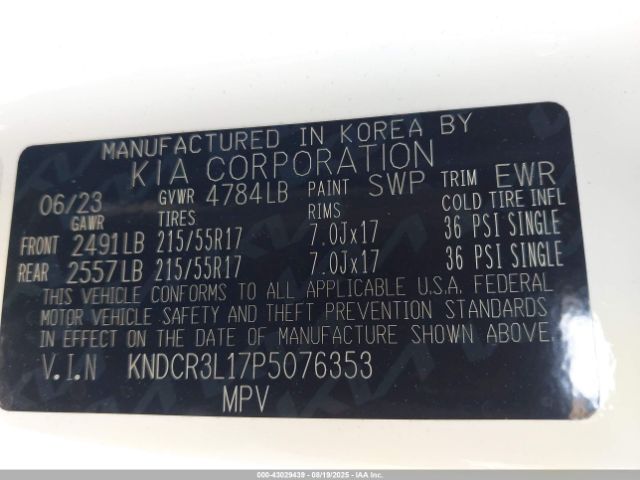 MANUFACTURED IN KOREA BY
KIA CORPORATION
06/23 GVWR 4784LB PAINT SWP TRIM EWR
GAWR TIRES RIMS COLD TIRE INFL
FRONT 2491LB 215/55R17 7.0Jx17 36 PSI SINGLE
REAR 2557LB 215/55R17 7.0Jx17 36 PSI SINGLE
THIS VEHICLE CONFORMS TO ALL APPLICABLE U.S.A. FEDERAL
MOTOR VEHICLE SAFETY AND THEFT PREVENTION STANDARDS
IN EFFECT ON THE DATE OF MANUFACTURE SHOWN ABOVE.
V.I.N KNDCR3L17P5076353
MPV
000-43029439 - 08/19/2025 - IAAI.COM